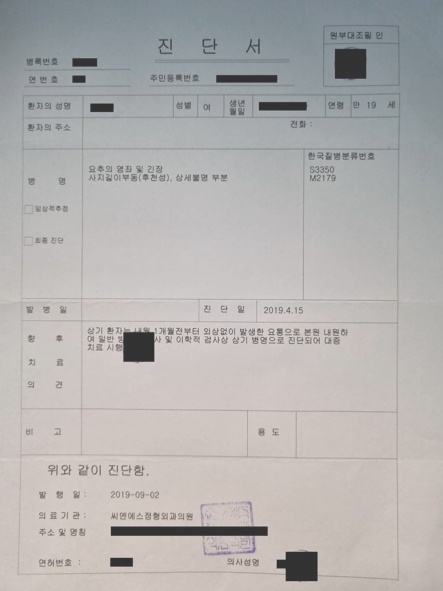 원부대조필 인
진 단 서
병록번호
연 번 호 주민등록번호
환자의 성명 성별 여 생년월일 연령 만 19 세
환자의 주소 전화 :
병 명
요추의 염좌 및 긴장
사지길이부동(후천성), 상세불명 부분
한국질병분류번호
S3350
M2179
임상적추정
최종 진단
발 병 일 진 단 일 2019.4.15
향 후 치 료 의 견
상기 환자는 내원 1개월전부터 외상없이 발생한 요통으로 본원 내원하
여 일반 방 사 및 이학적 검사상 상기 병명으로 진단되어 대증
치료 시행
비 고 용 도
위와 같이 진단함.
발 행 일 : 2019-09-02
의 료 기 관 : 씨엔에스정형외과의원
주소 및 명칭
면허번호 : 의사성명